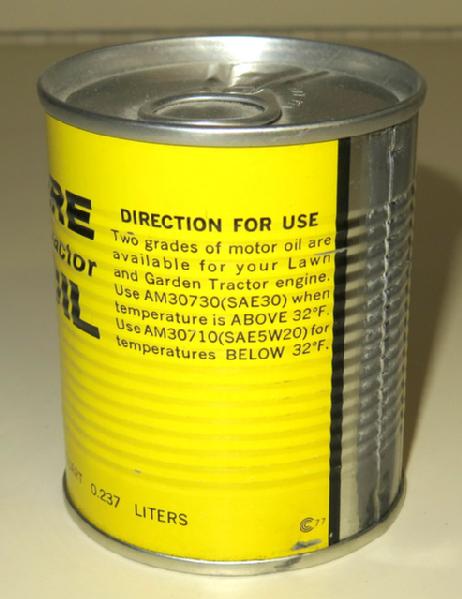 RE
actor
IL
DIRECTION FOR USE
Two grades of motor oil are
available for your Lawn
and Garden Tractor engine.
Use AM30730(SAE30) when
temperature is ABOVE 32°F.
Use AM30710(SAE5W20) for
temperatures BELOW 32°F.
0.237 LITERS
C 77